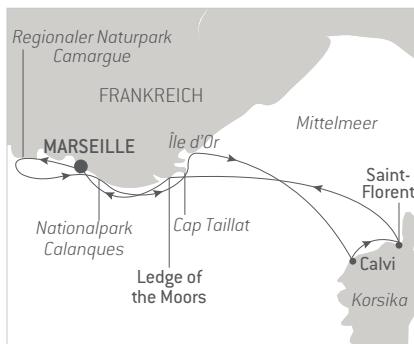 Regionaler Naturpark
Camargue
FRANKREICH
MARSEILLE
Île d'Or
Mittelmeer
Saint-
Florent
Nationalpark
Calanques
Cap Taillat
Ledge of
the Moors
Calvi
Korsika